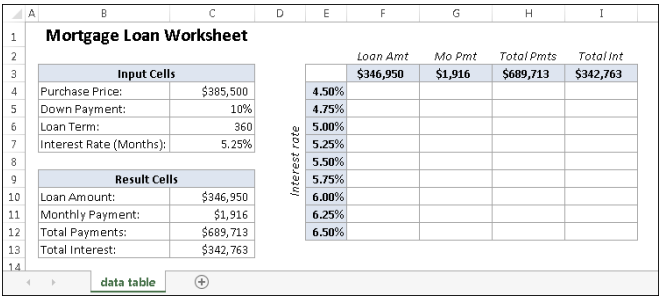 A B C D E F G H I
1 Mortgage Loan Worksheet
2 Loan Amt Mo Pmt Total Pmts Total Int
3 Input Cells $346,950 $1,916 $689,713 $342,763
4 Purchase Price: $385,500 4.50%
5 Down Payment: 10% 4.75%
6 Loan Term: 360 5.00%
7 Interest Rate (Months): 5.25% 5.25%
8 5.50%
9 Result Cells 5.75%
10 Loan Amount: $346,950 6.00%
11 Monthly Payment: $1,916 6.25%
12 Total Payments: $689,713 6.50%
13 Total Interest: $342,763
14
Interest rate
data table